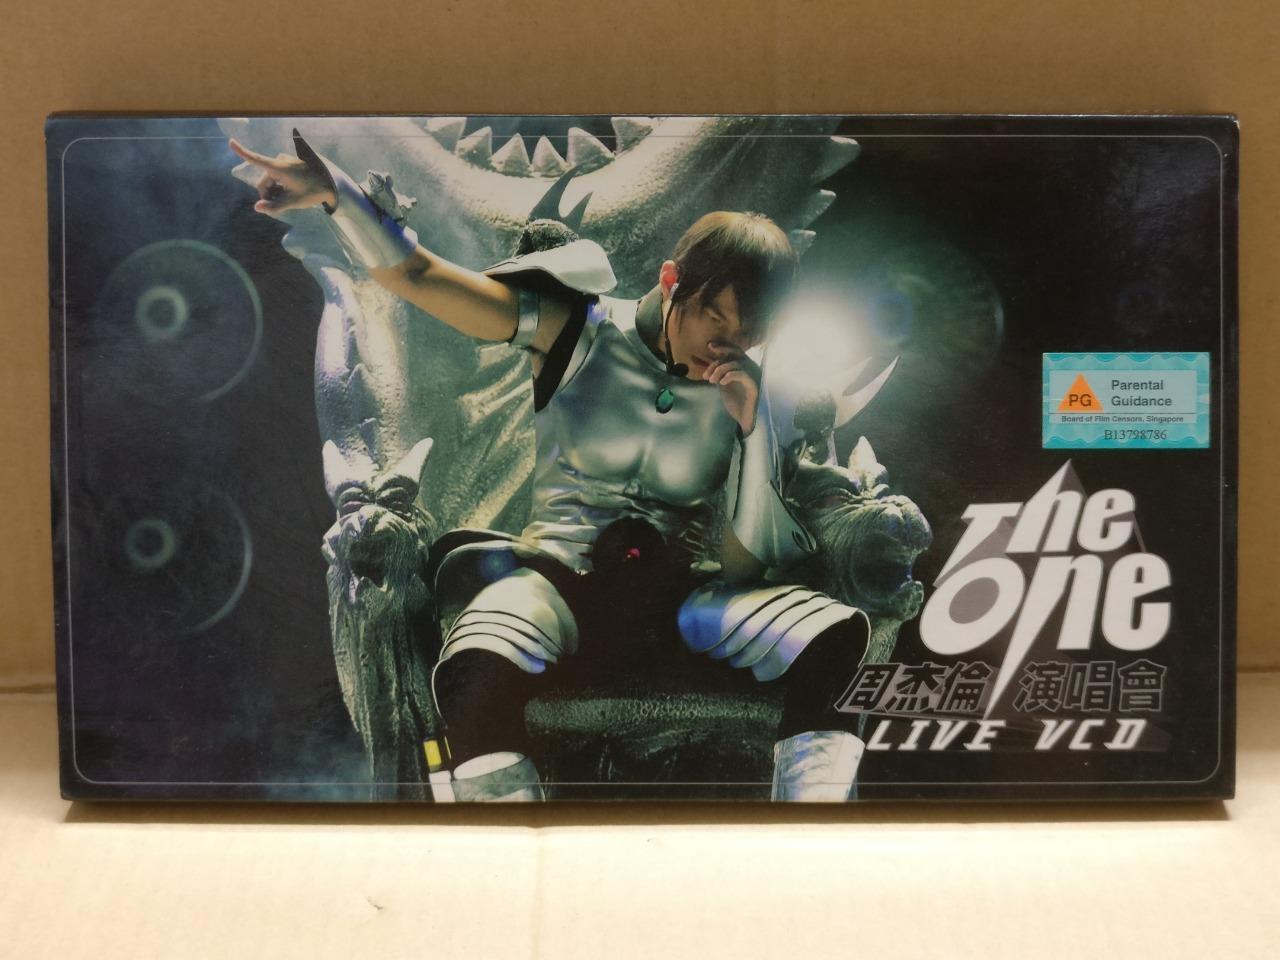 PG
Parental
Guidance
Board of Film Censors, Singapore
B13798786
The
One
周杰倫 演唱會
LIVE VCD